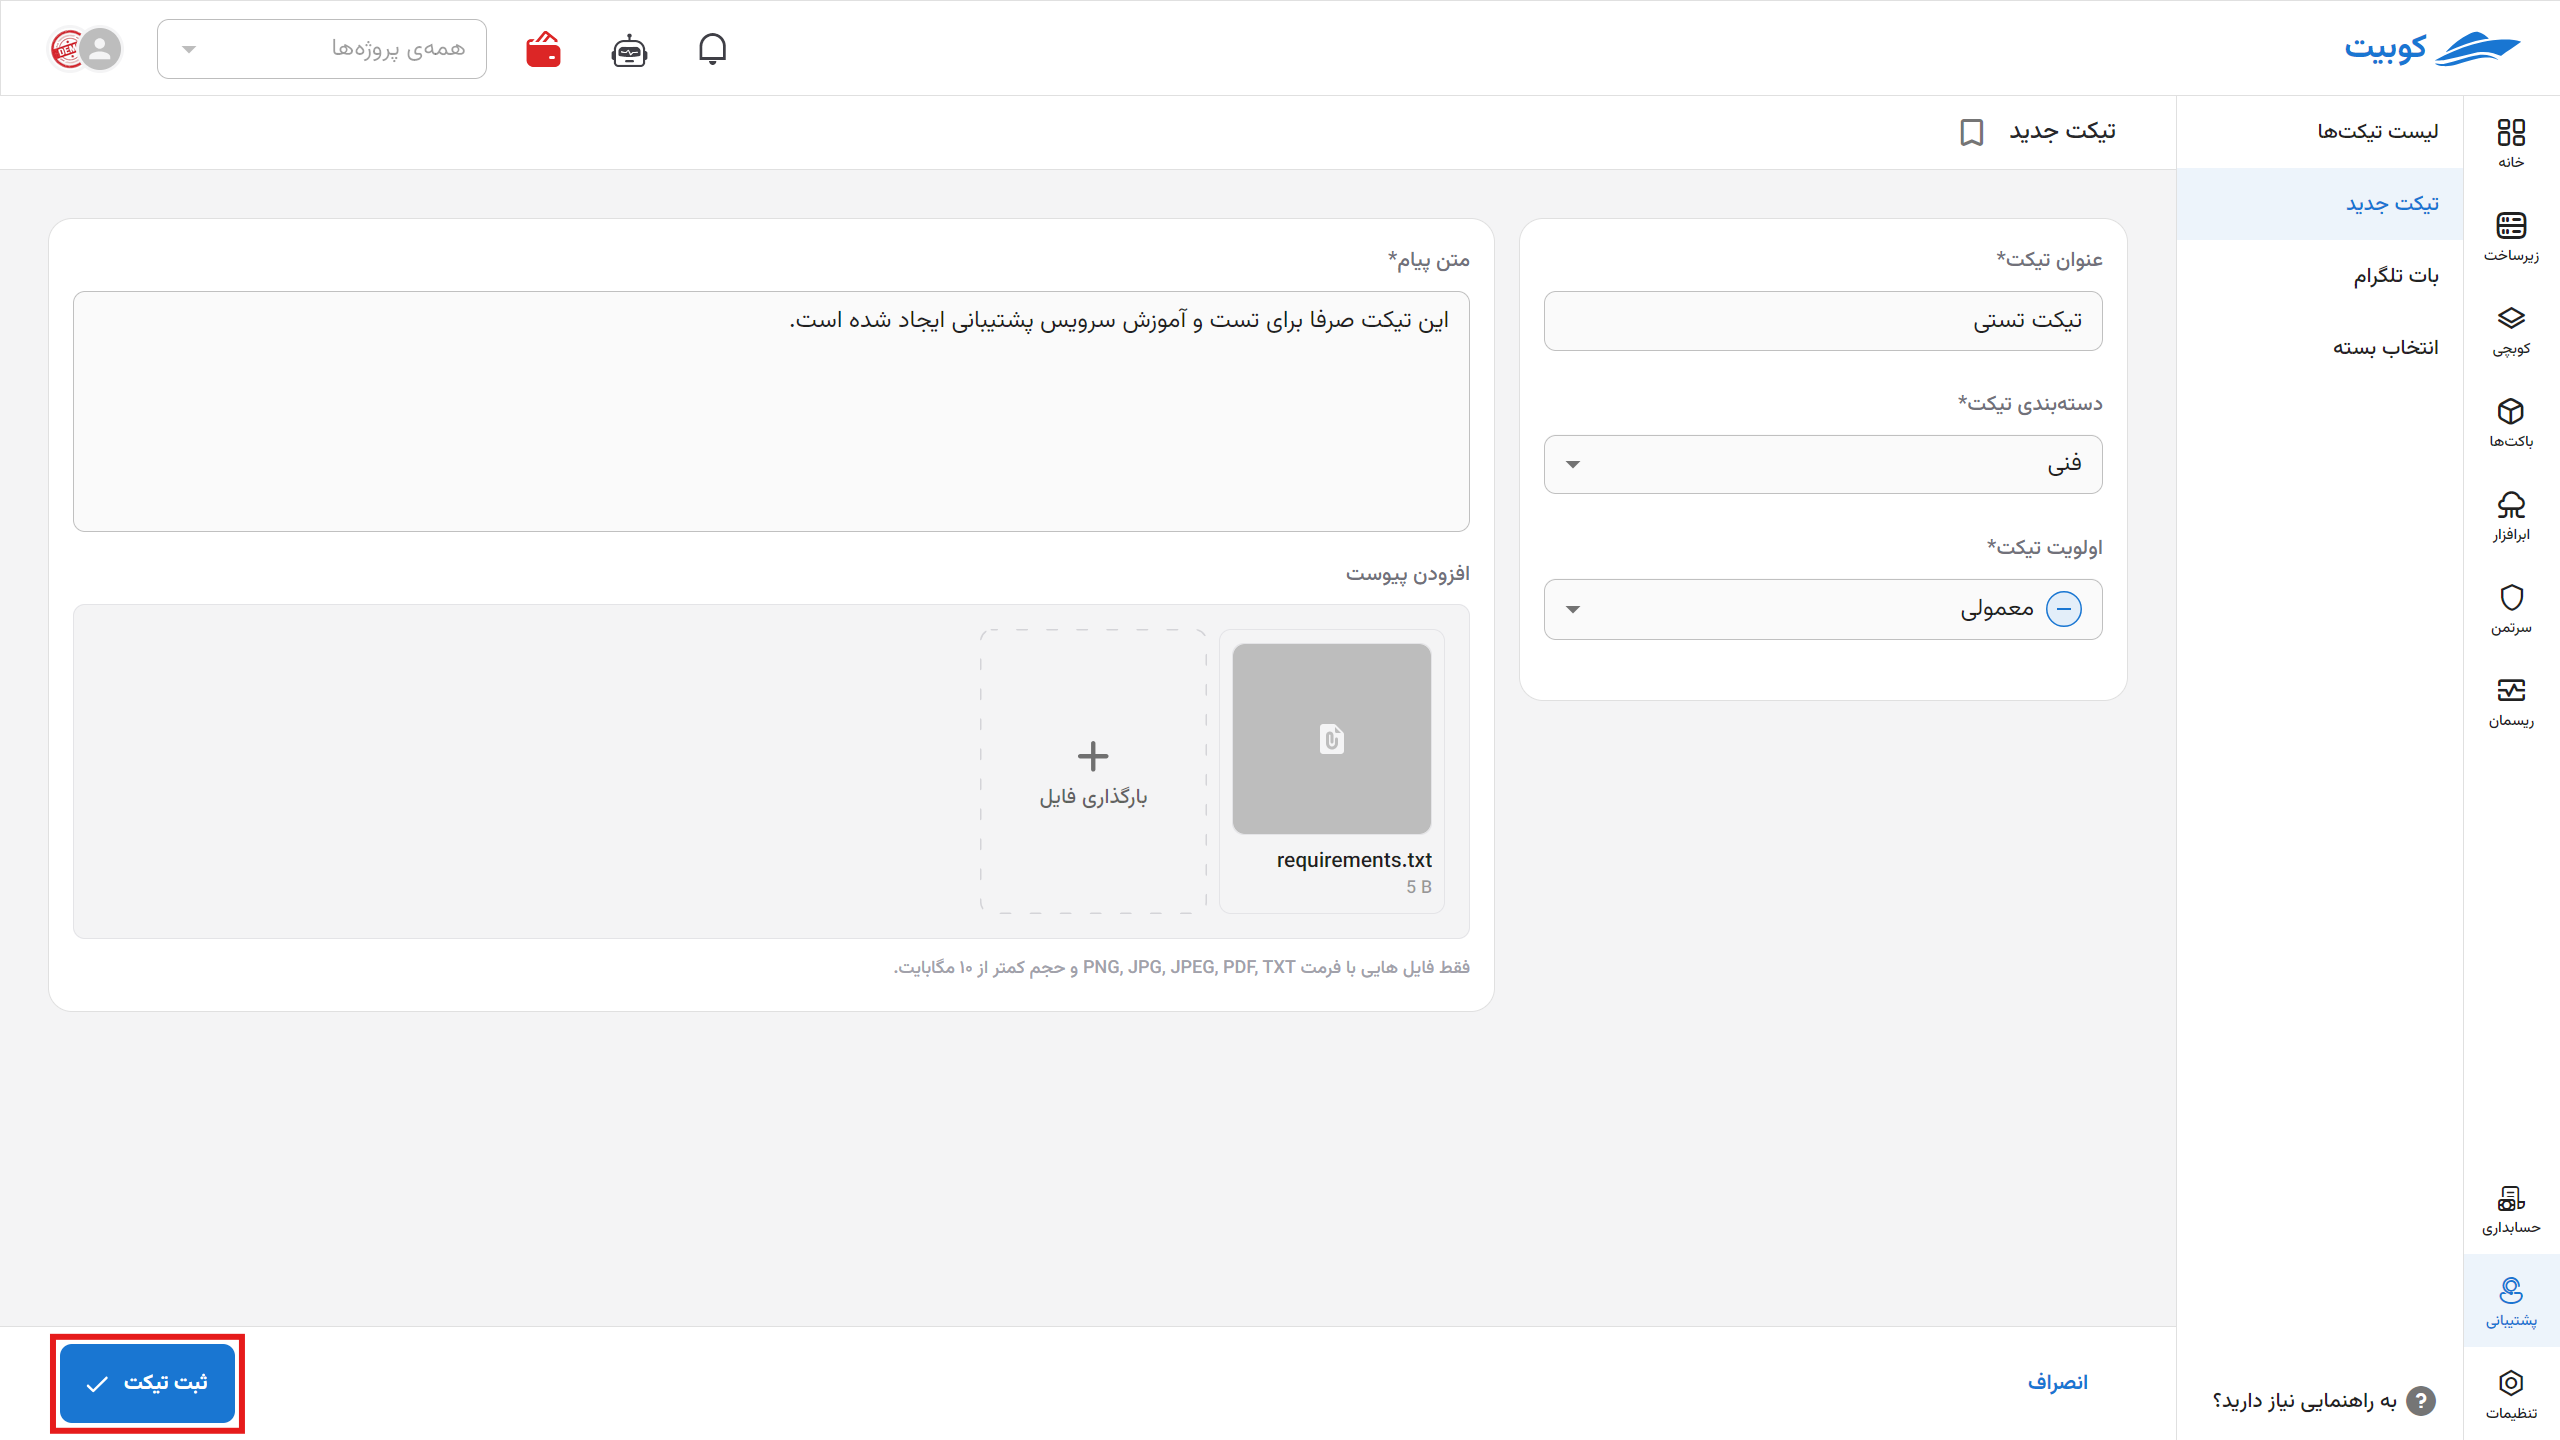 کوبیت
همه‌ی پروژه‌ها
DEM
خانه
زیرساخت
کوبچی
باکت‌ها
ابرافزار
سرتمن
ریسمان
حسابداری
پشتیبانی
تنظیمات
لیست تیکت‌ها
تیکت جدید
بات تلگرام
انتخاب بسته
به راهنمایی نیاز دارید؟
تیکت جدید
عنوان تیکت*
تیکت تستی
دسته‌بندی تیکت*
فنی
اولویت تیکت*
معمولی
متن پیام*
این تیکت صرفا برای تست و آموزش سرویس پشتیبانی ایجاد شده است.
افزودن پیوست
requirements.txt
5 B
بارگذاری فایل
فقط فایل هایی با فرمت PNG, JPG, JPEG, PDF, TXT و حجم کمتر از ۱۰ مگابایت.
انصراف
ثبت تیکت